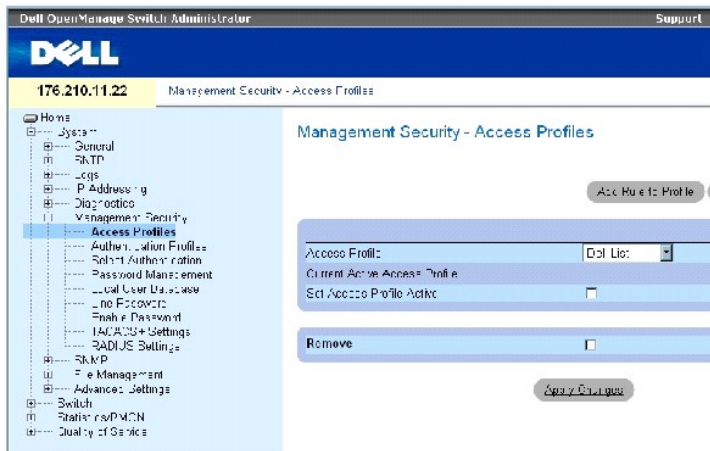 Dell OpenManage Switch Administrator
Support
DELL
176.210.11.22
Management Security - Access Profiles
Home
System
General
SNTP
Logs
IP Addressing
Diagnostics
Management Security
Access Profiles
Authentication Profiles
Select Authentication
Password Management
Local User Database
Line Password
Enable Password
TACACS+ Settings
RADIUS Settings
SNMP
File Management
Advanced Settings
Switch
Statistics/RMON
Quality of Service
Management Security - Access Profiles
Add Rule to Profile
Access Profile
Dell List
Current Active Access Profile
Set Access Profile Active
Remove
Apply Changes